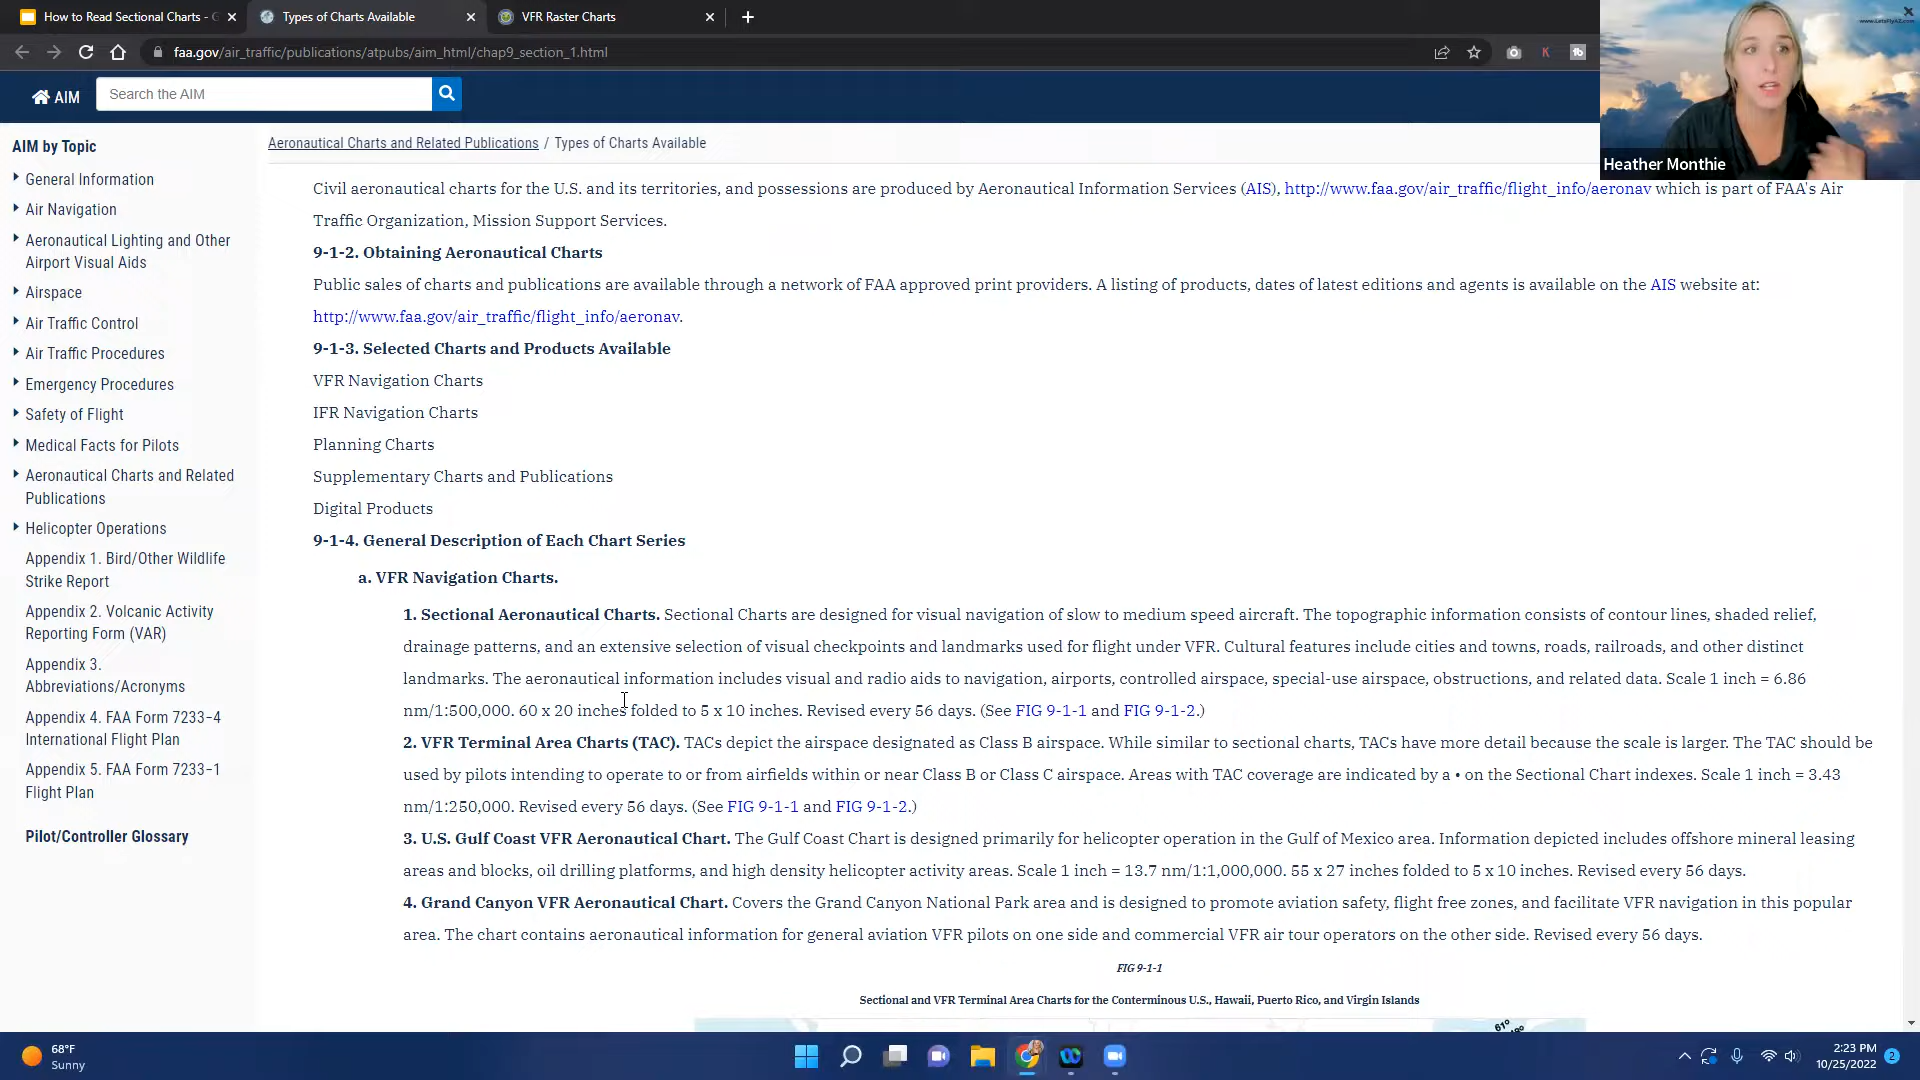 How to Read Sectional Charts - G
Types of Charts Available
VFR Raster Charts
faa.gov/air_traffic/publications/atpubs/aim_html/chap9_section_1.html
AIM
Search the AIM
Heather Monthie
AIM by Topic
General Information
Air Navigation
Aeronautical Lighting and Other
Airport Visual Aids
Airspace
Air Traffic Control
Air Traffic Procedures
Emergency Procedures
Safety of Flight
Medical Facts for Pilots
Aeronautical Charts and Related
Publications
Helicopter Operations
Appendix 1. Bird/Other Wildlife
Strike Report
Appendix 2. Volcanic Activity
Reporting Form (VAR)
Appendix 3.
Abbreviations/Acronyms
Appendix 4. FAA Form 7233–4
International Flight Plan
Appendix 5. FAA Form 7233–1
Flight Plan
Pilot/Controller Glossary
Aeronautical Charts and Related Publications / Types of Charts Available
Civil aeronautical charts for the U.S. and its territories, and possessions are produced by Aeronautical Information Services (AIS), http://www.faa.gov/air_traffic/flight_info/aeronav which is part of FAA's Air
Traffic Organization, Mission Support Services.
9-1-2. Obtaining Aeronautical Charts
Public sales of charts and publications are available through a network of FAA approved print providers. A listing of products, dates of latest editions and agents is available on the AIS website at:
http://www.faa.gov/air_traffic/flight_info/aeronav.
9-1-3. Selected Charts and Products Available
VFR Navigation Charts
IFR Navigation Charts
Planning Charts
Supplementary Charts and Publications
Digital Products
9-1-4. General Description of Each Chart Series
a. VFR Navigation Charts.
1. Sectional Aeronautical Charts. Sectional Charts are designed for visual navigation of slow to medium speed aircraft. The topographic information consists of contour lines, shaded relief,
drainage patterns, and an extensive selection of visual checkpoints and landmarks used for flight under VFR. Cultural features include cities and towns, roads, railroads, and other distinct
landmarks. The aeronautical information includes visual and radio aids to navigation, airports, controlled airspace, special-use airspace, obstructions, and related data. Scale 1 inch = 6.86
nm/1:500,000. 60 x 20 inches folded to 5 x 10 inches. Revised every 56 days. (See FIG 9-1-1 and FIG 9-1-2.)
2. VFR Terminal Area Charts (TAC). TACs depict the airspace designated as Class B airspace. While similar to sectional charts, TACs have more detail because the scale is larger. The TAC should be
used by pilots intending to operate to or from airfields within or near Class B or Class C airspace. Areas with TAC coverage are indicated by a • on the Sectional Chart indexes. Scale 1 inch = 3.43
nm/1:250,000. Revised every 56 days. (See FIG 9-1-1 and FIG 9-1-2.)
3. U.S. Gulf Coast VFR Aeronautical Chart. The Gulf Coast Chart is designed primarily for helicopter operation in the Gulf of Mexico area. Information depicted includes offshore mineral leasing
areas and blocks, oil drilling platforms, and high density helicopter activity areas. Scale 1 inch = 13.7 nm/1:1,000,000. 55 x 27 inches folded to 5 x 10 inches. Revised every 56 days.
4. Grand Canyon VFR Aeronautical Chart. Covers the Grand Canyon National Park area and is designed to promote aviation safety, flight free zones, and facilitate VFR navigation in this popular
area. The chart contains aeronautical information for general aviation VFR pilots on one side and commercial VFR air tour operators on the other side. Revised every 56 days.
FIG 9-1-1
Sectional and VFR Terminal Area Charts for the Conterminous U.S., Hawaii, Puerto Rico, and Virgin Islands
61°
68°F
Sunny
2:23 PM
10/25/2022
2